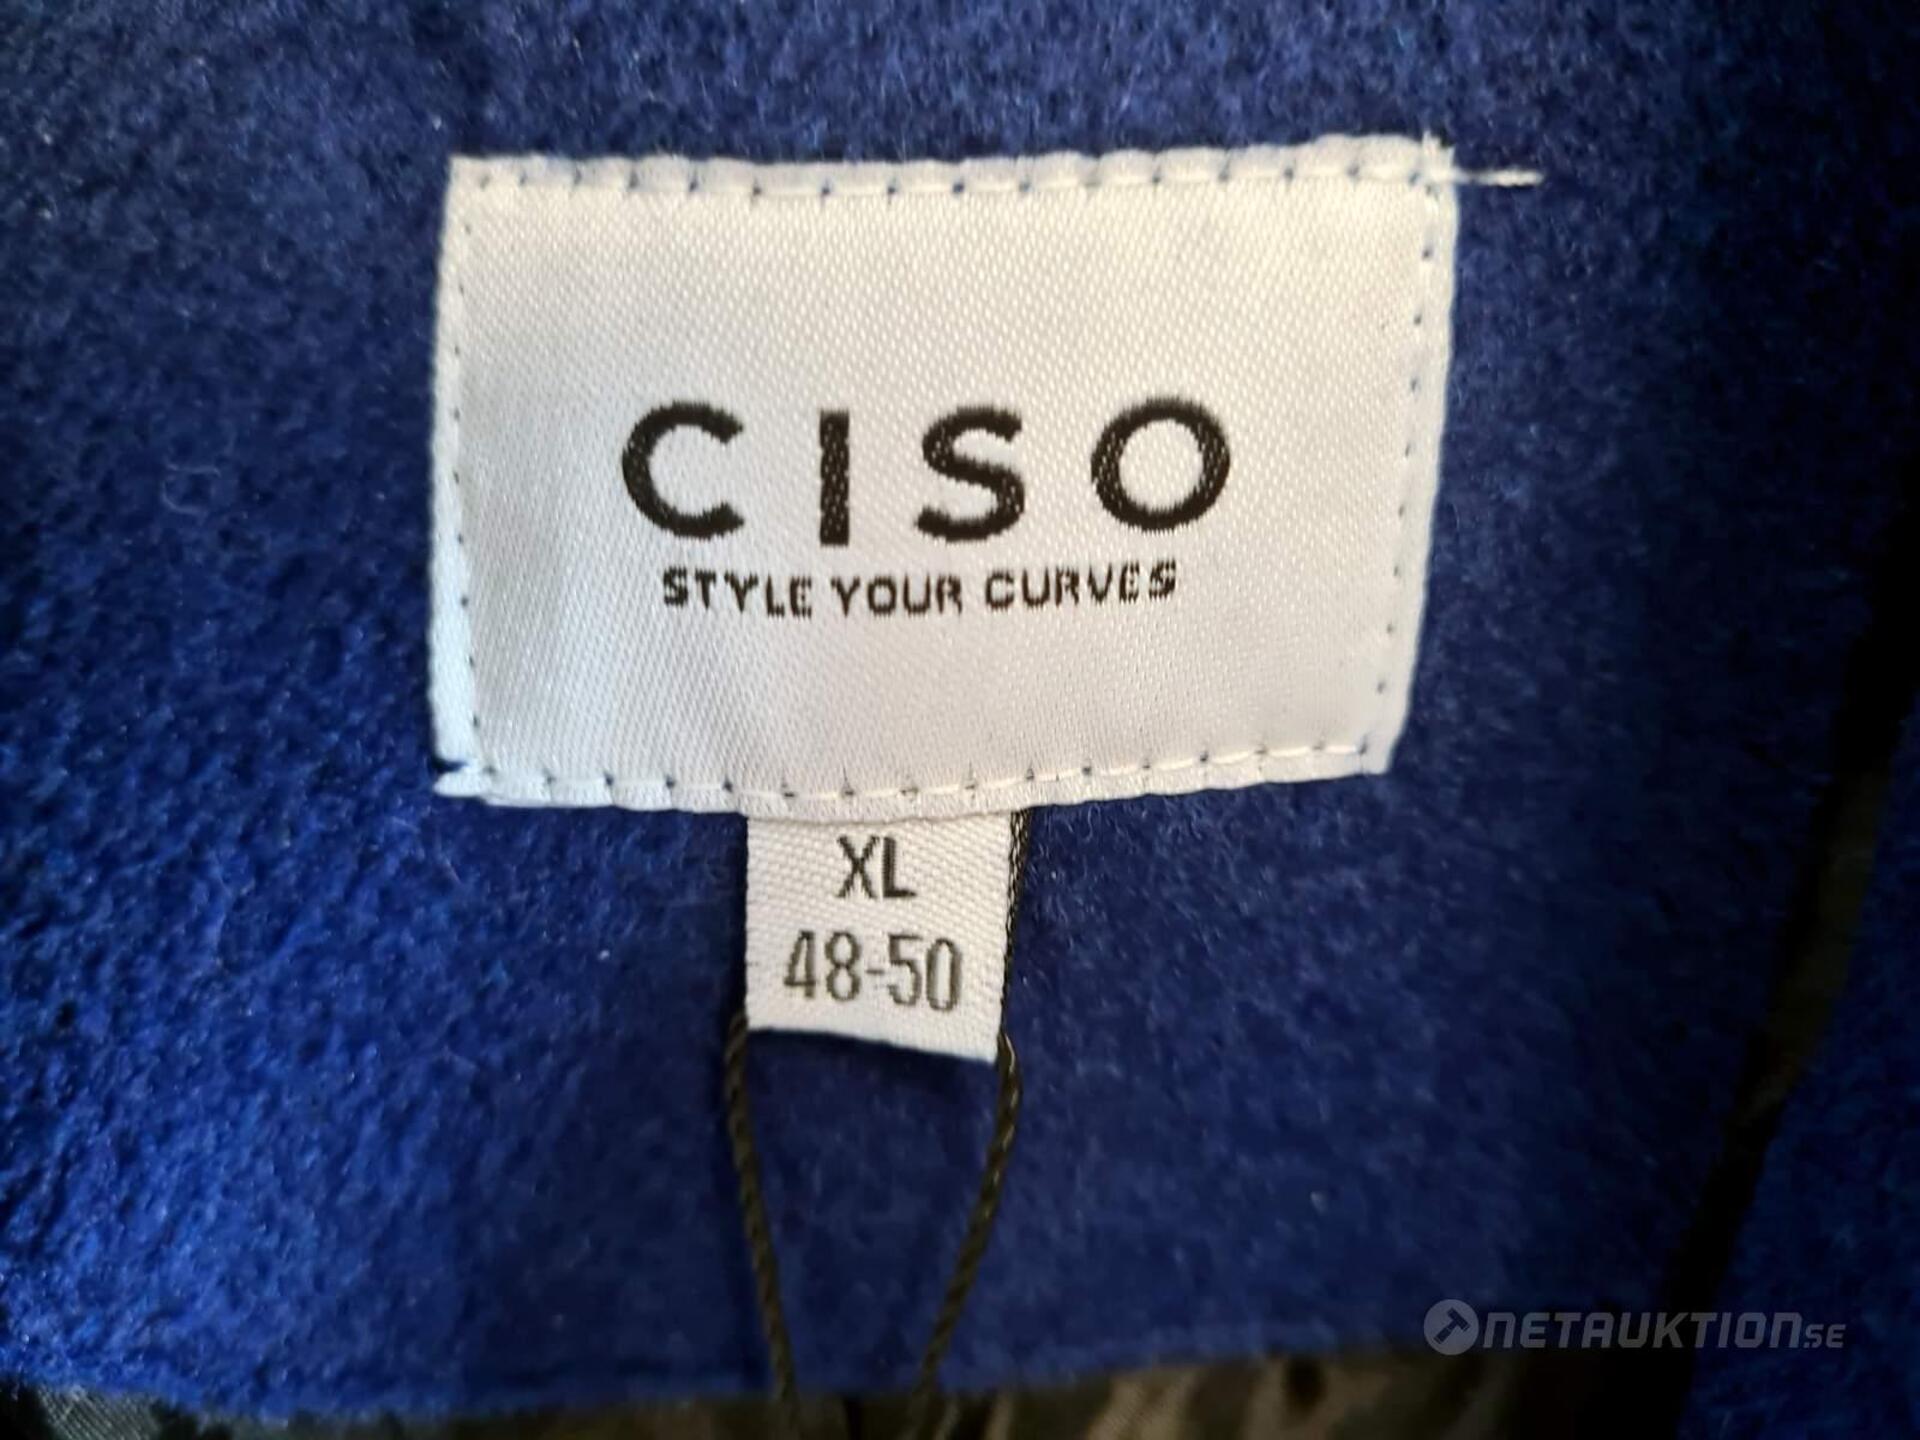 CISO
STYLE YOUR CURVES
XL
48-50
NETAUKTION.SE